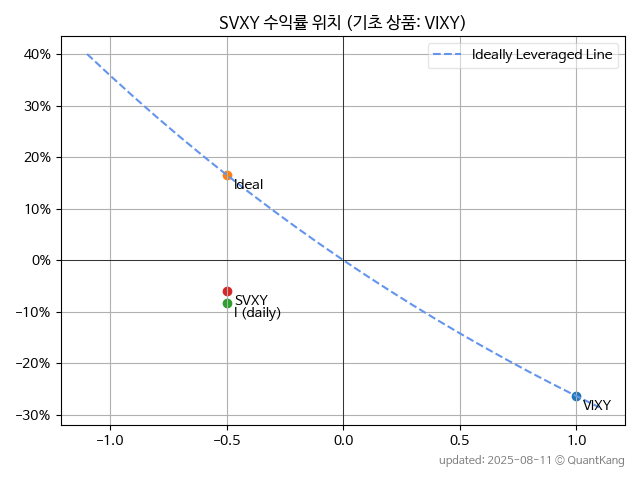 SVXY 수익률 위치 (기초 상품: VIXY)
Ideally Leveraged Line
40%
30%
20%
10%
0%
−10%
−20%
−30%
Ideal
SVXY
I (daily)
VIXY
−1.0
−0.5
0.0
0.5
1.0
updated: 2025-08-11 © QuantKang